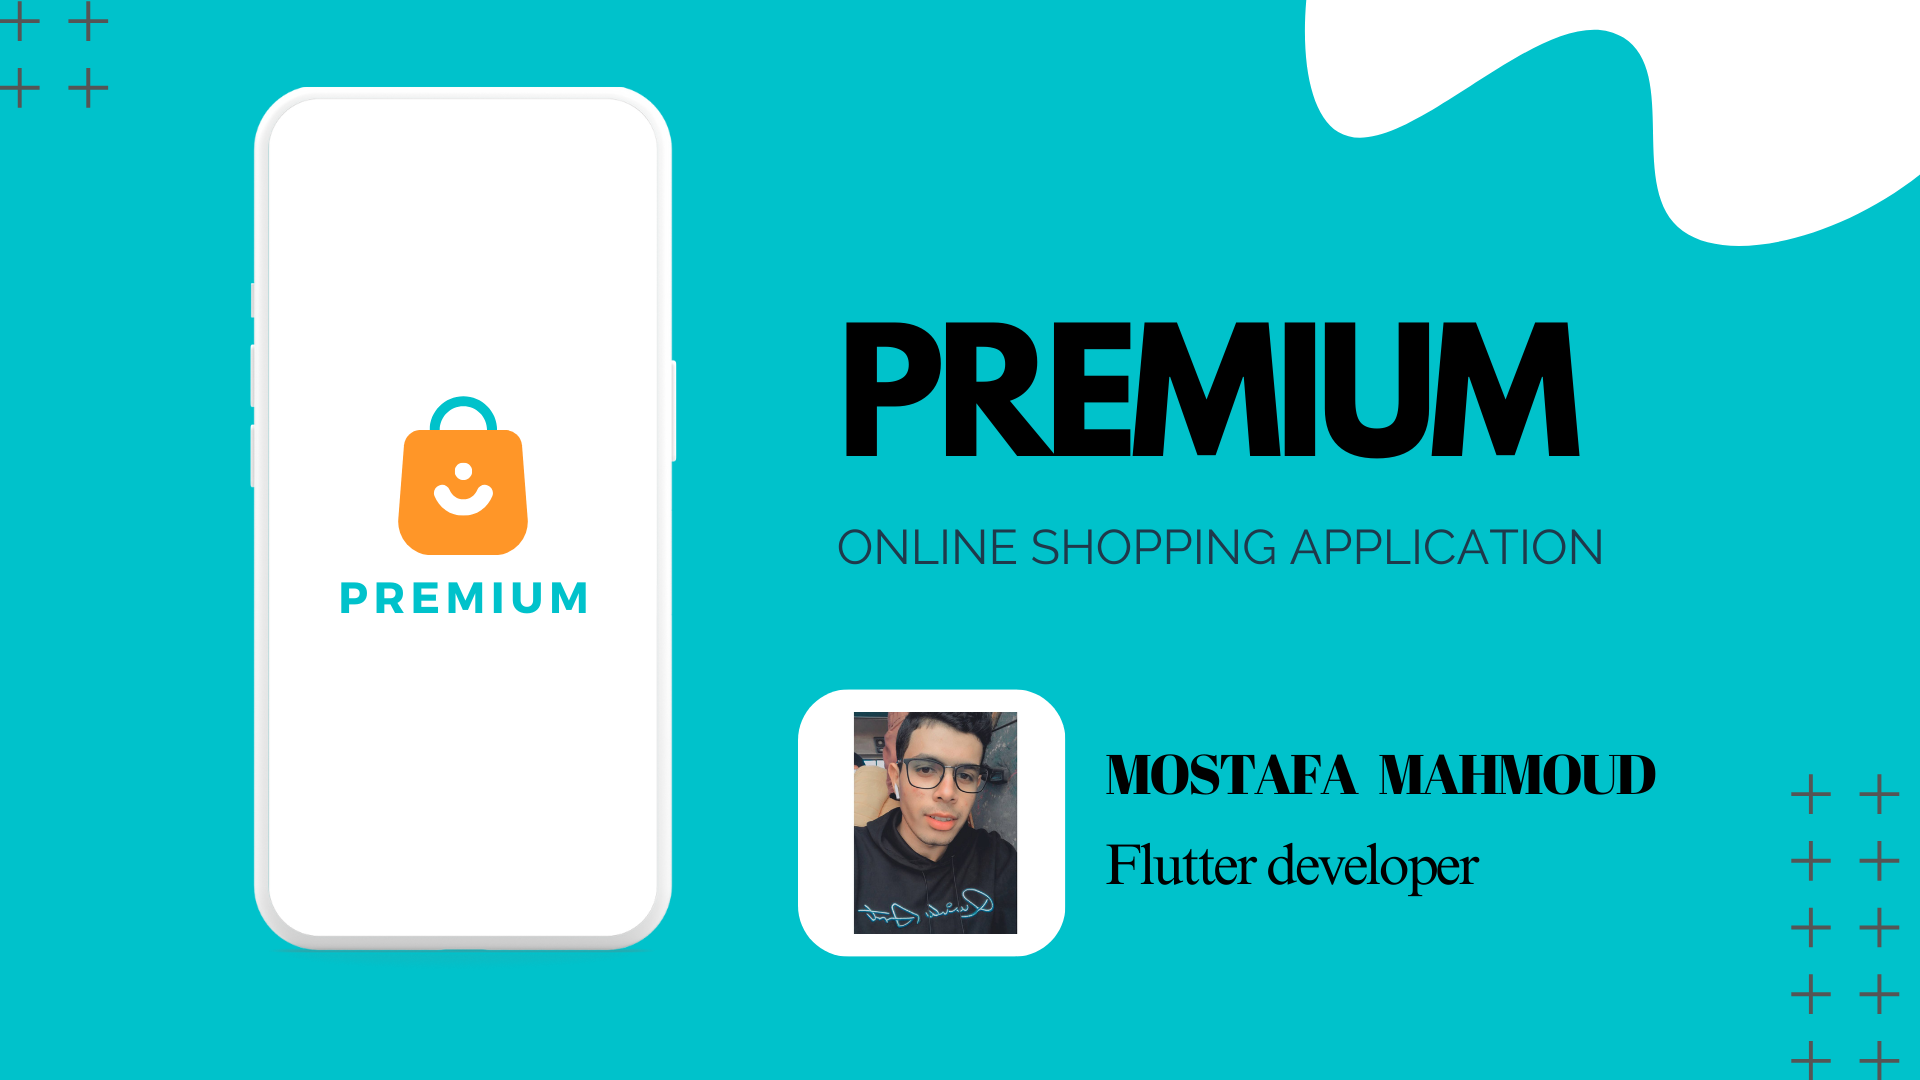 PREMIUM
PREMIUM
ONLINE SHOPPING APPLICATION
MOSTAFA MAHMOUD
Flutter developer